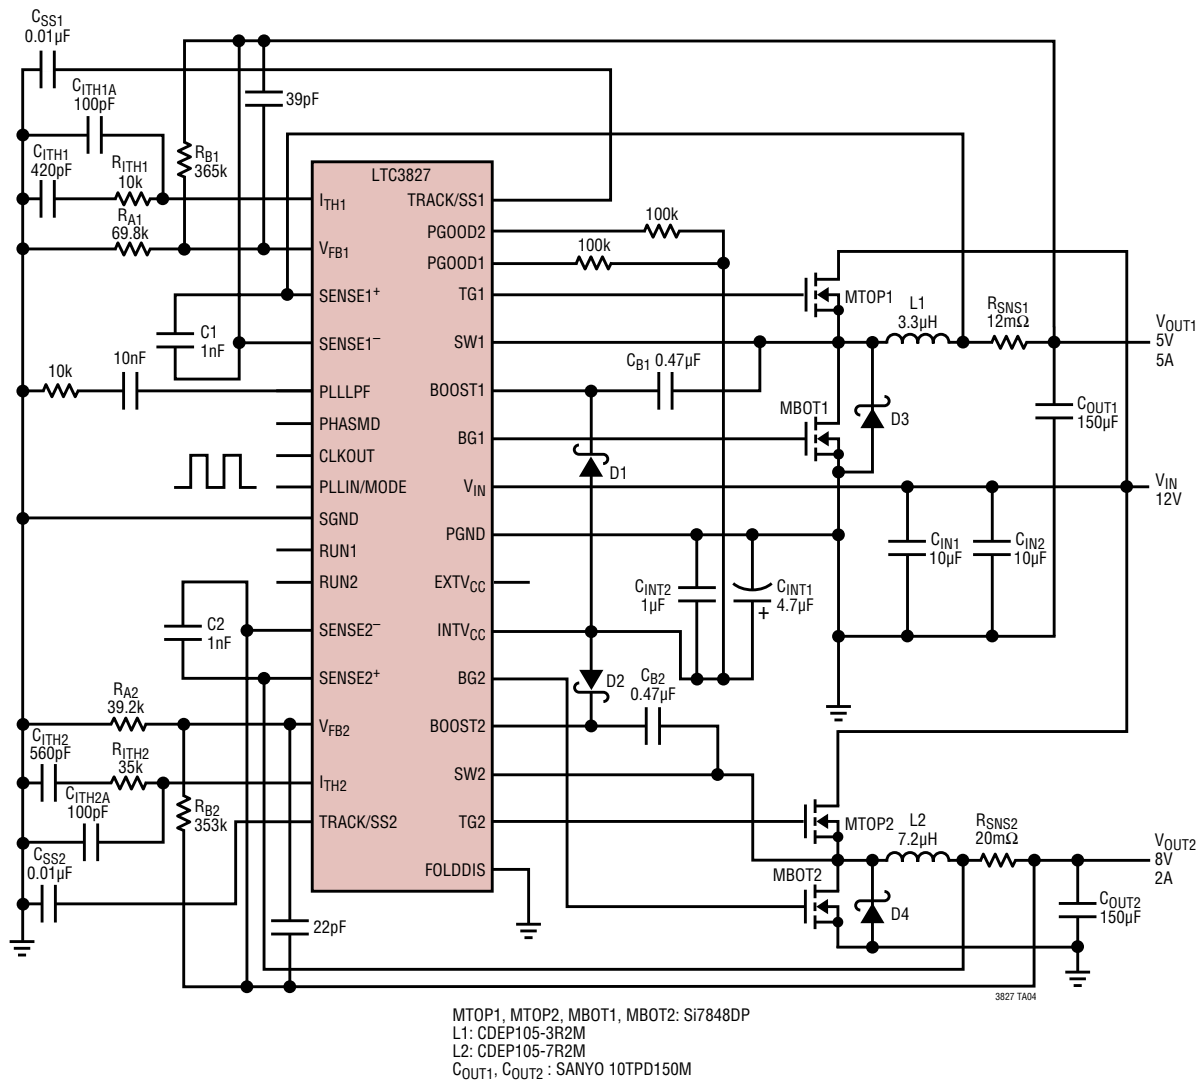 CSS1
0.01µF
CITH1A
100pF
39pF
CITH1
420pF
RITH1
10k
RB1
365k
RA1
69.8k
LTC3827
ITH1
VFB1
SENSE1+
SENSE1–
PLLLPF
PHASMD
CLKOUT
PLLIN/MODE
SGND
RUN1
RUN2
SENSE2–
SENSE2+
VFB2
ITH2
TRACK/SS2
TRACK/SS1
PGOOD2
PGOOD1
TG1
SW1
BOOST1
BG1
VIN
PGND
EXTVCC
INTVCC
BG2
BOOST2
SW2
TG2
FOLDDIS
C1
1nF
10k
10nF
C2
1nF
RA2
39.2k
CITH2
560pF
RITH2
35k
CITH2A
100pF
RB2
353k
CSS2
0.01µF
22pF
100k
100k
MTOP1
L1
3.3µH
RSNS1
12mΩ
VOUT1
5V
5A
CB1 0.47µF
MBOT1
D3
COUT1
150µF
D1
VIN
12V
CIN1
10µF
CIN2
10µF
CINT2
1µF
CINT1
4.7µF
+
D2
CB2
0.47µF
MTOP2
L2
7.2µH
RSNS2
20mΩ
VOUT2
8V
2A
MBOT2
D4
COUT2
150µF
3827 TA04
MTOP1, MTOP2, MBOT1, MBOT2: Si7848DP
L1: CDEP105-3R2M
L2: CDEP105-7R2M
COUT1, COUT2 : SANYO 10TPD150M